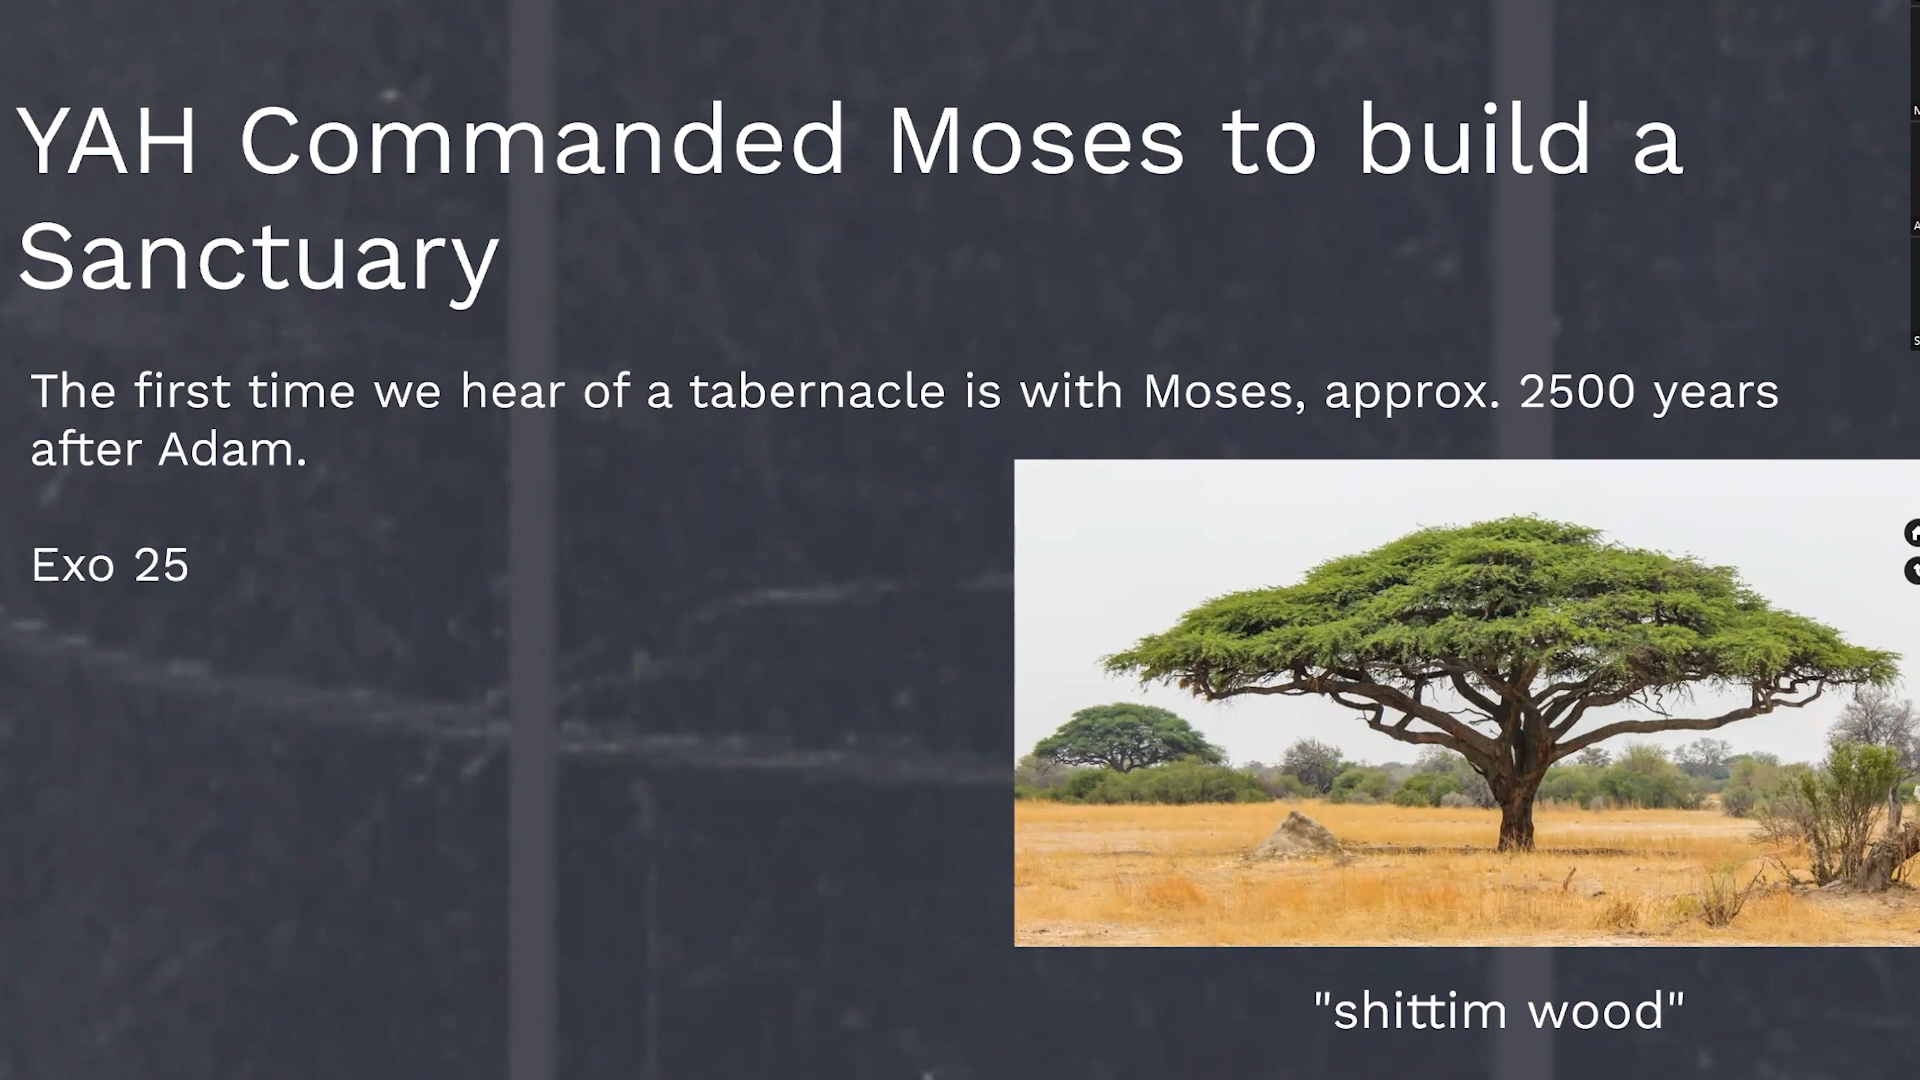 YAH Commanded Moses to build a
Sanctuary
The first time we hear of a tabernacle is with Moses, approx. 2500 years
after Adam.
Exo 25
"shittim wood"